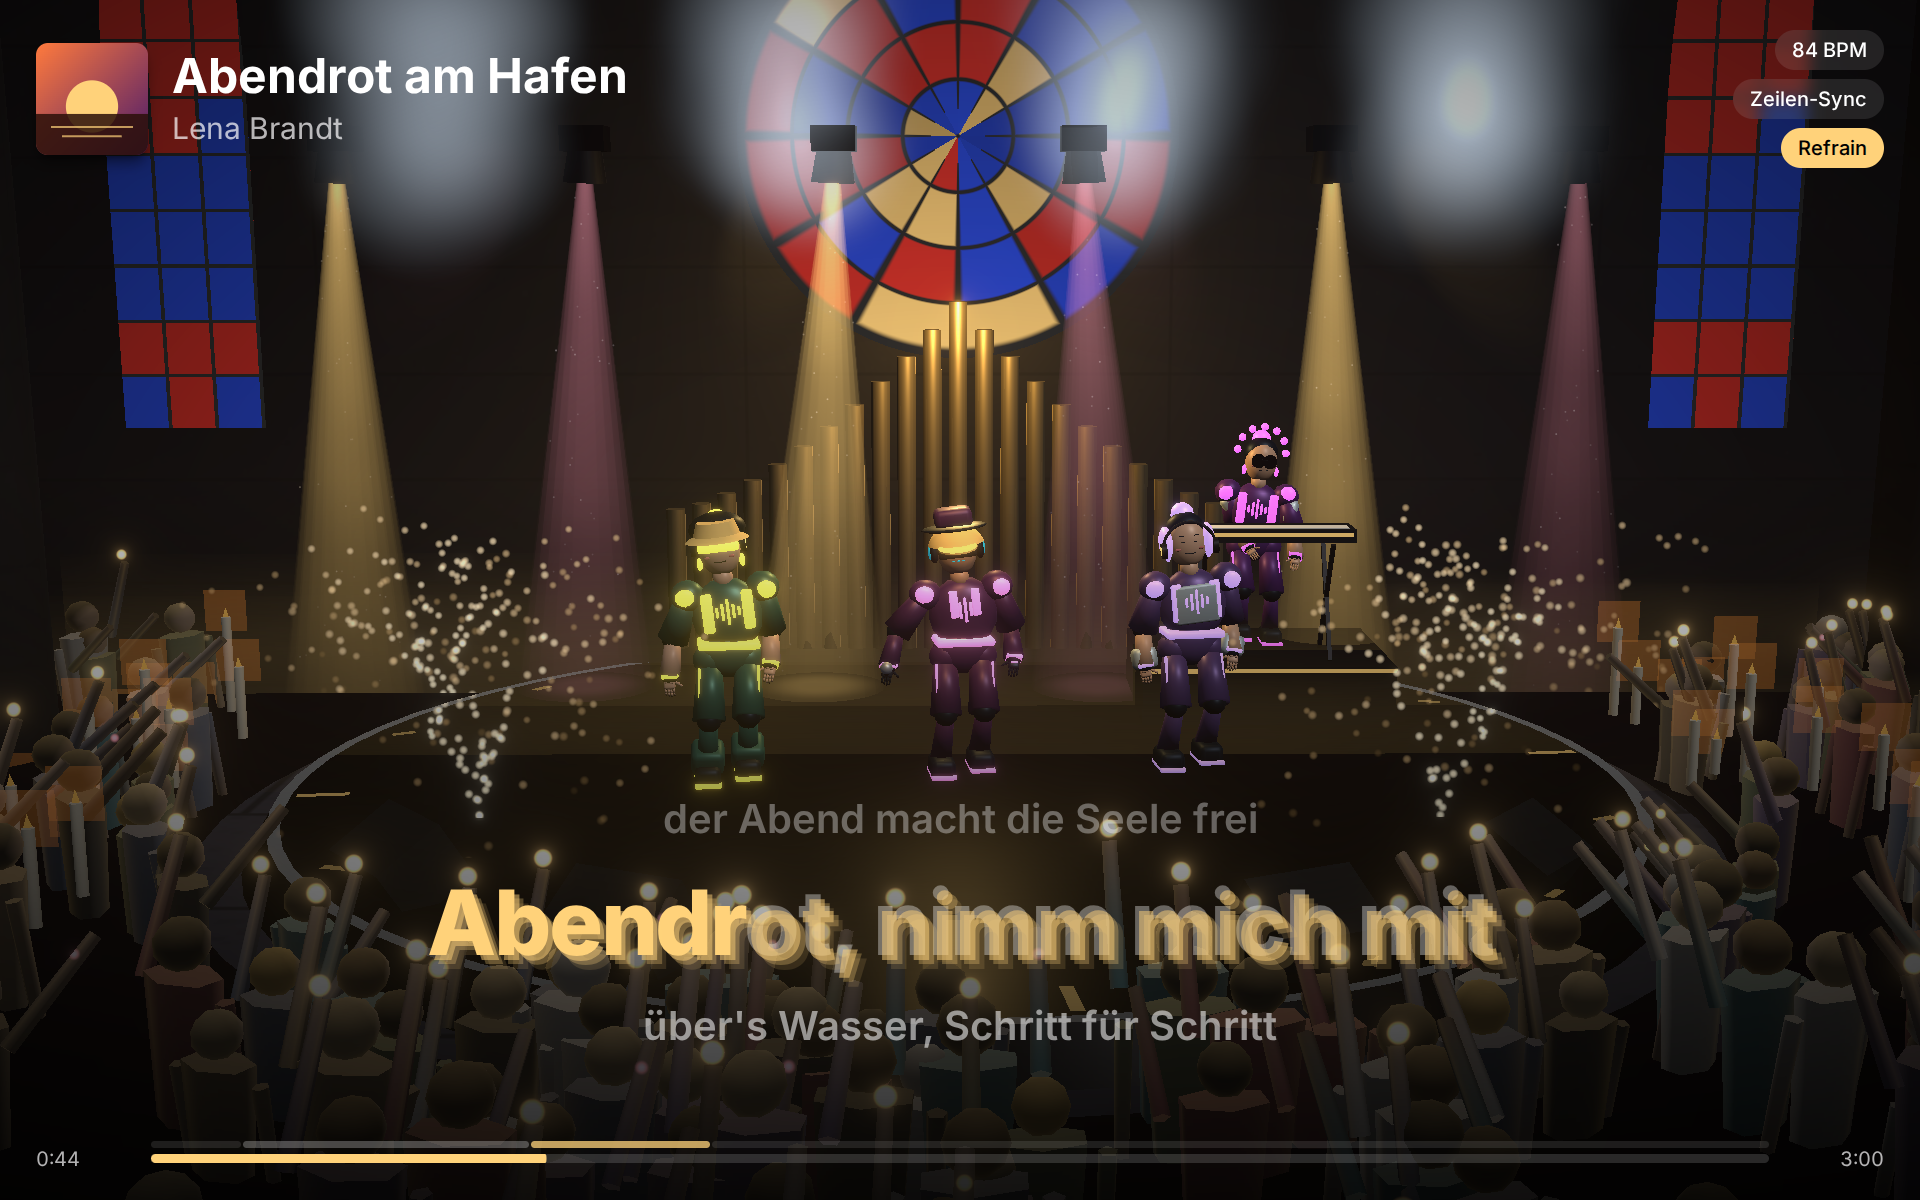 Abendrot am Hafen
Lena Brandt
84 BPM
Zeilen-Sync
Refrain
der Abend macht die Seele frei
Abendrot, nimm mich mit
über's Wasser, Schritt für Schritt
0:44
3:00